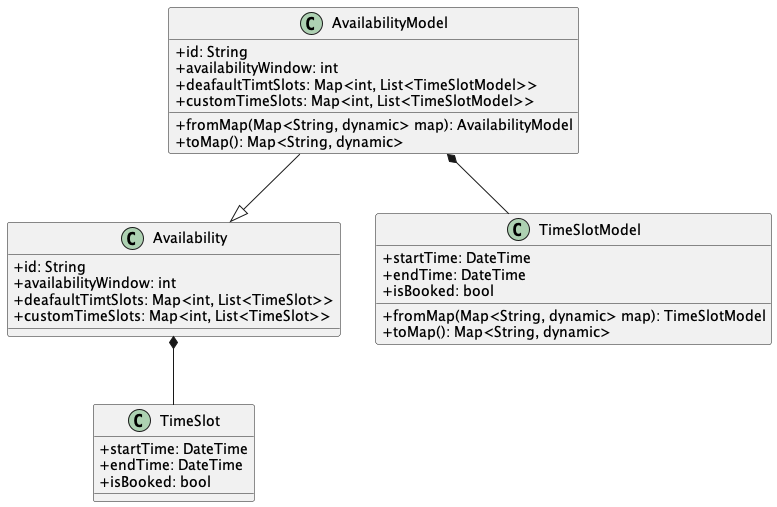 C AvailabilityModel
+id: String
+availabilityWindow: int
+deafaultTimtSlots: Map<int, List<TimeSlotModel>>
+customTimeSlots: Map<int, List<TimeSlotModel>>
+fromMap(Map<String, dynamic> map): AvailabilityModel
+toMap(): Map<String, dynamic>
C Availability
+id: String
+availabilityWindow: int
+deafaultTimtSlots: Map<int, List<TimeSlot>>
+customTimeSlots: Map<int, List<TimeSlot>>
C TimeSlotModel
+startTime: DateTime
+endTime: DateTime
+isBooked: bool
+fromMap(Map<String, dynamic> map): TimeSlotModel
+toMap(): Map<String, dynamic>
C TimeSlot
+startTime: DateTime
+endTime: DateTime
+isBooked: bool